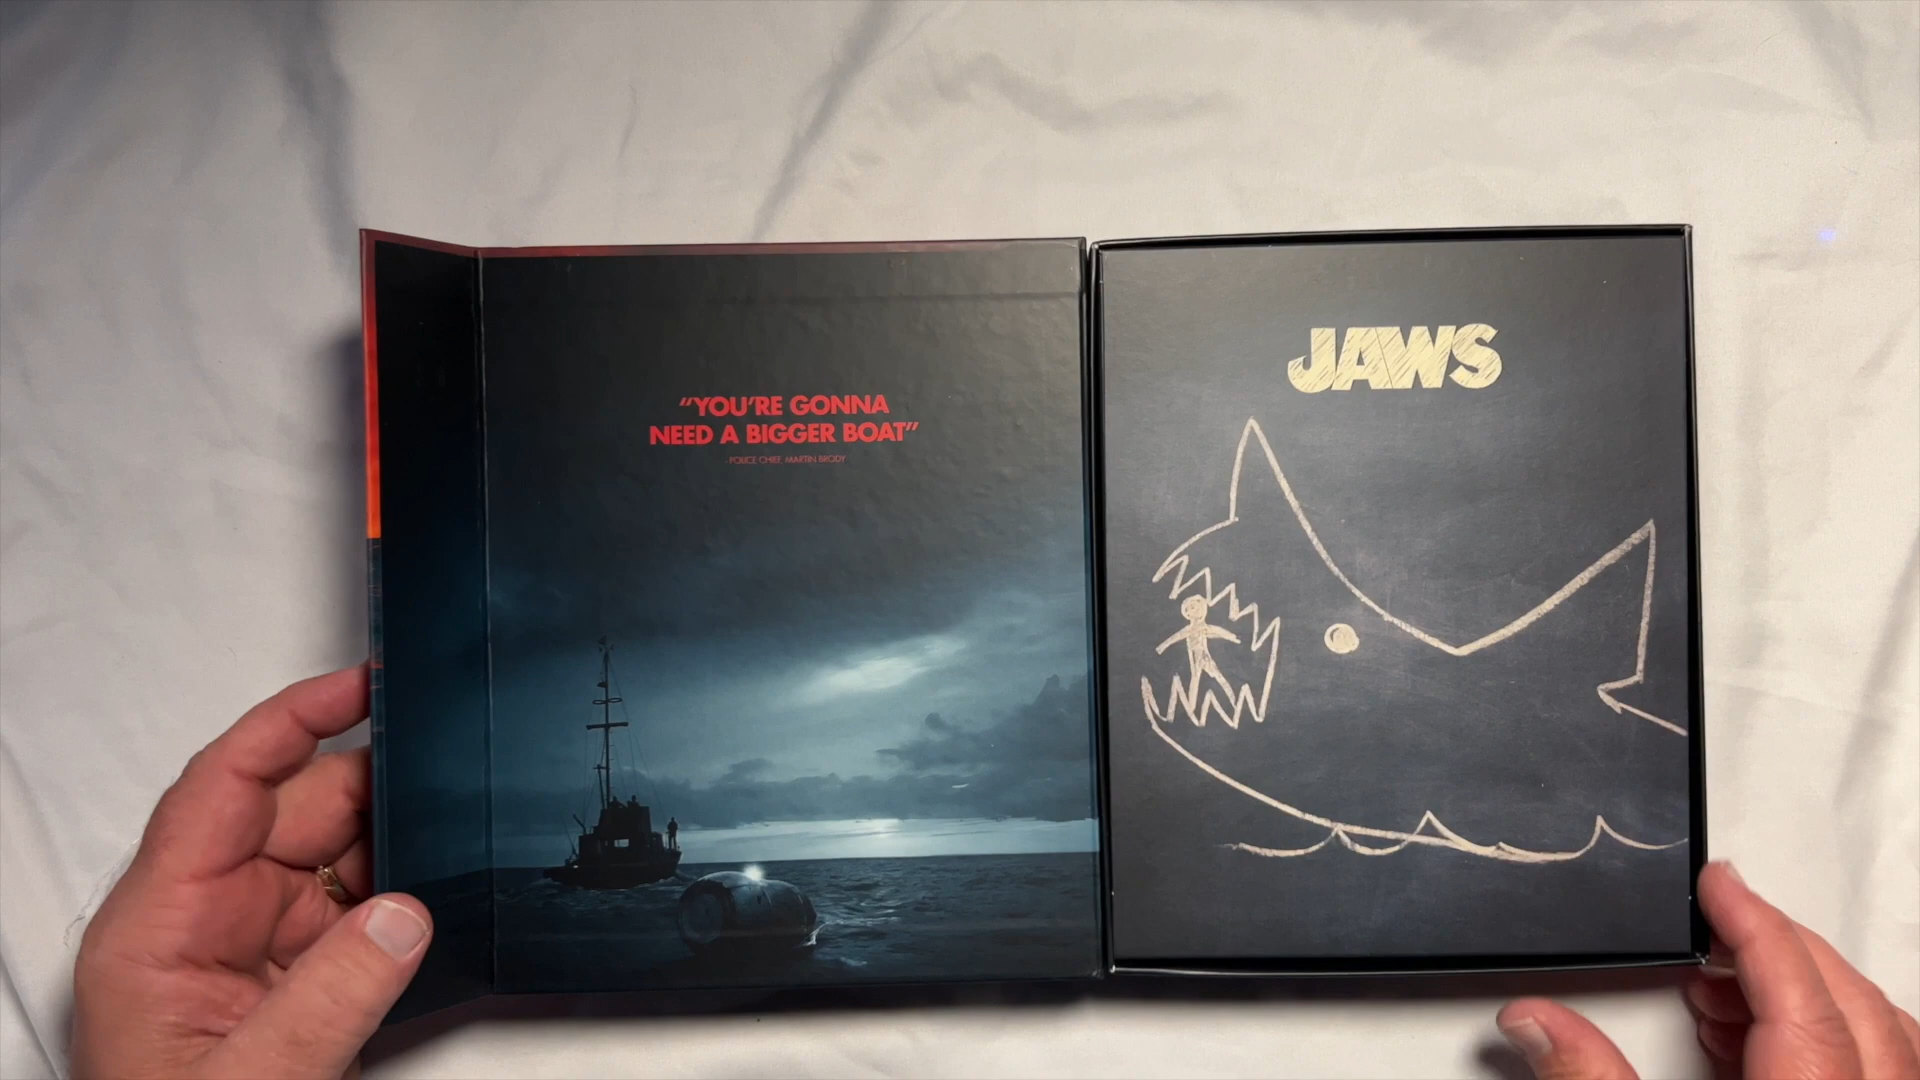 "YOU'RE GONNA
NEED A BIGGER BOAT"
- POLICE CHIEF, MARTIN BRODY
JAWS